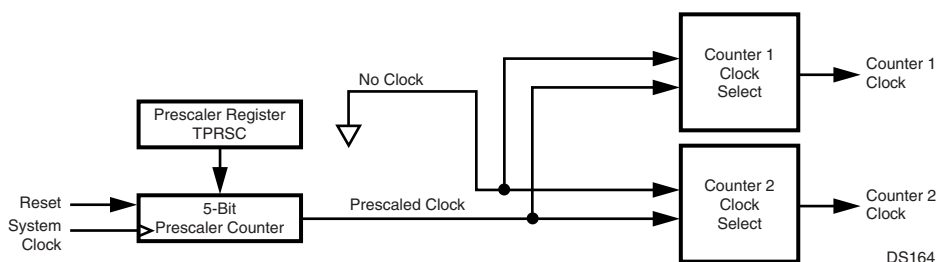 No Clock
Prescaler Register
TPRSC
Reset
System
Clock
5-Bit
Prescaler Counter
Prescaled Clock
Counter 1
Clock
Select
Counter 1
Clock
Counter 2
Clock
Select
Counter 2
Clock
DS164